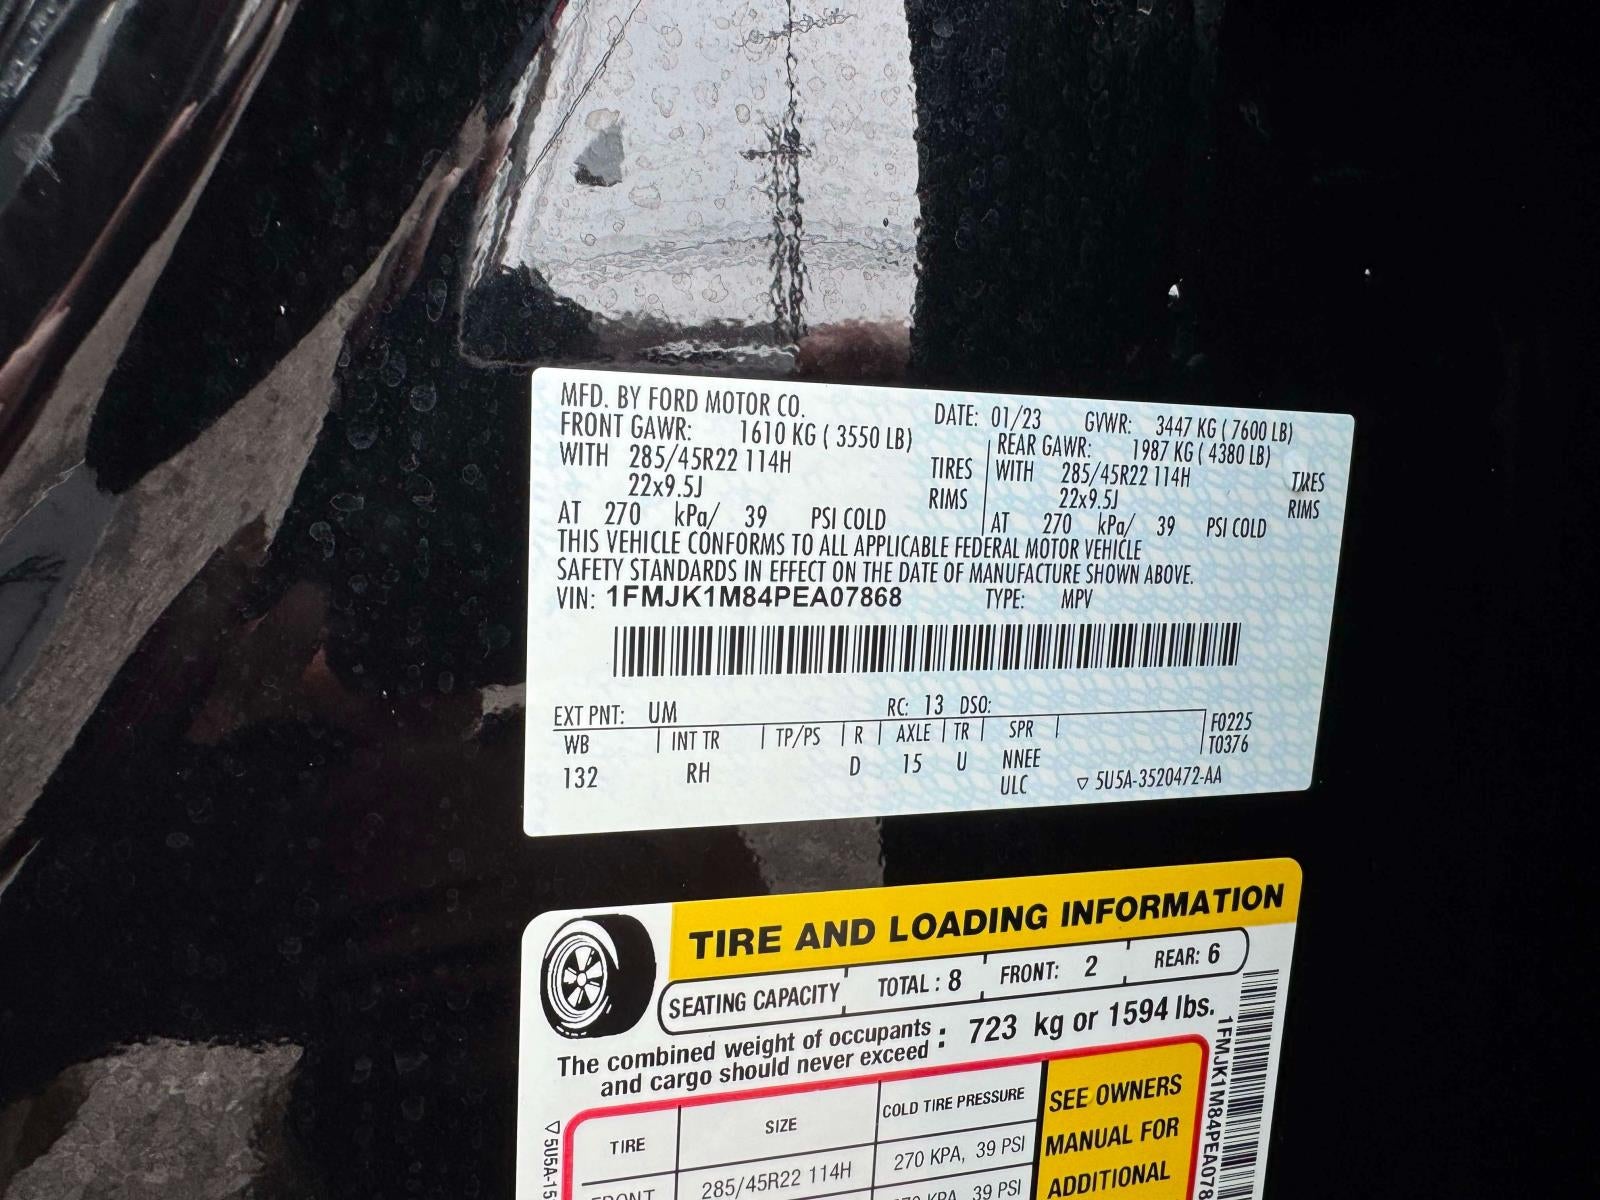 MFD. BY FORD MOTOR CO.
DATE: 01/23 GVWR: 3447 KG ( 7600 LB)
FRONT GAWR: 1610 KG ( 3550 LB)
REAR GAWR: 1987 KG ( 4380 LB)
WITH 285/45R22 114H TIRES
WITH 285/45R22 114H TIRES
22x9.5J RIMS
22x9.5J RIMS
AT 270 kPa/ 39 PSI COLD
AT 270 kPa/ 39 PSI COLD
THIS VEHICLE CONFORMS TO ALL APPLICABLE FEDERAL MOTOR VEHICLE
SAFETY STANDARDS IN EFFECT ON THE DATE OF MANUFACTURE SHOWN ABOVE.
VIN: 1FMJK1M84PEA07868 TYPE: MPV
EXT PNT: UM RC: 13 DSO:
WB INT TR TP/PS R AXLE TR SPR F0225
T0376
132 RH D 15 U NNEE
ULC ▽ 5U5A-3520472-AA
TIRE AND LOADING INFORMATION
SEATING CAPACITY TOTAL : 8 FRONT: 2 REAR: 6
The combined weight of occupants
and cargo should never exceed : 723 kg or 1594 lbs.
TIRE SIZE COLD TIRE PRESSURE
FRONT 285/45R22 114H 270 KPA, 39 PSI
KPA, 39 PSI
SEE OWNERS
MANUAL FOR
ADDITIONAL
1FMJK1M84PEA078
▽ 5U5A-15